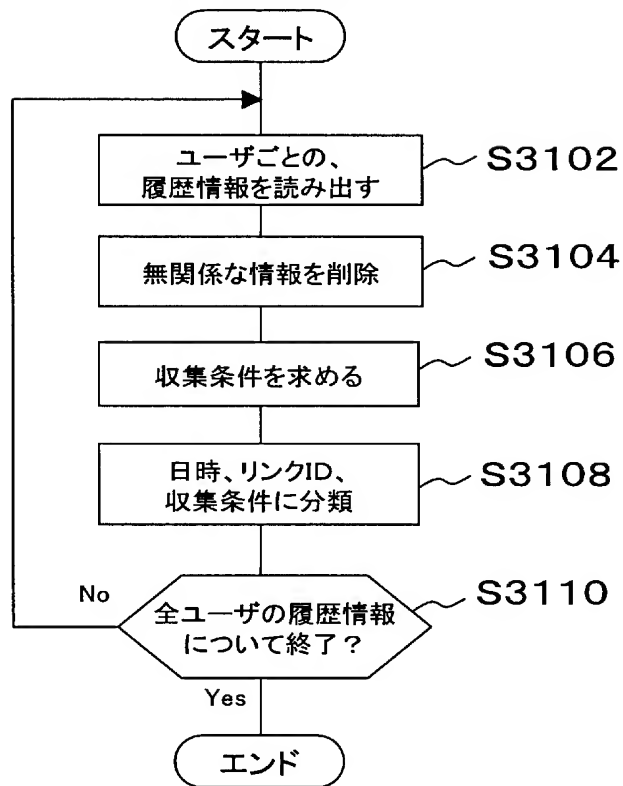 スタート
ユーザごとの、
履歴情報を読み出す
S3102
無関係な情報を削除
S3104
収集条件を求める
S3106
日時、リンクID、
収集条件に分類
S3108
No
全ユーザの履歴情報
について終了?
S3110
Yes
エンド